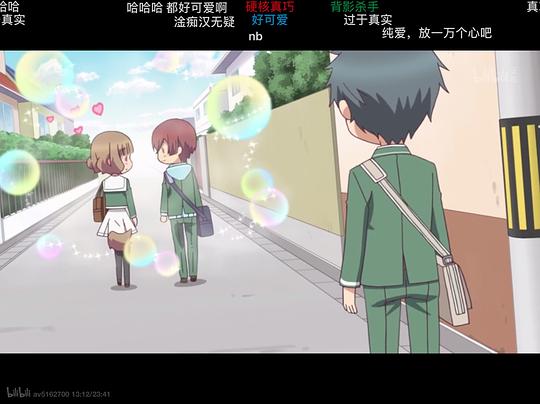 哈哈 哈哈哈 都好可爱啊 硬核真巧 背影杀手 真
于真实 淦痴汉无疑 好可爱 过于真实
nb 纯爱，放一万个心吧
bilibili
bilibili av5162700 13:12/23:41